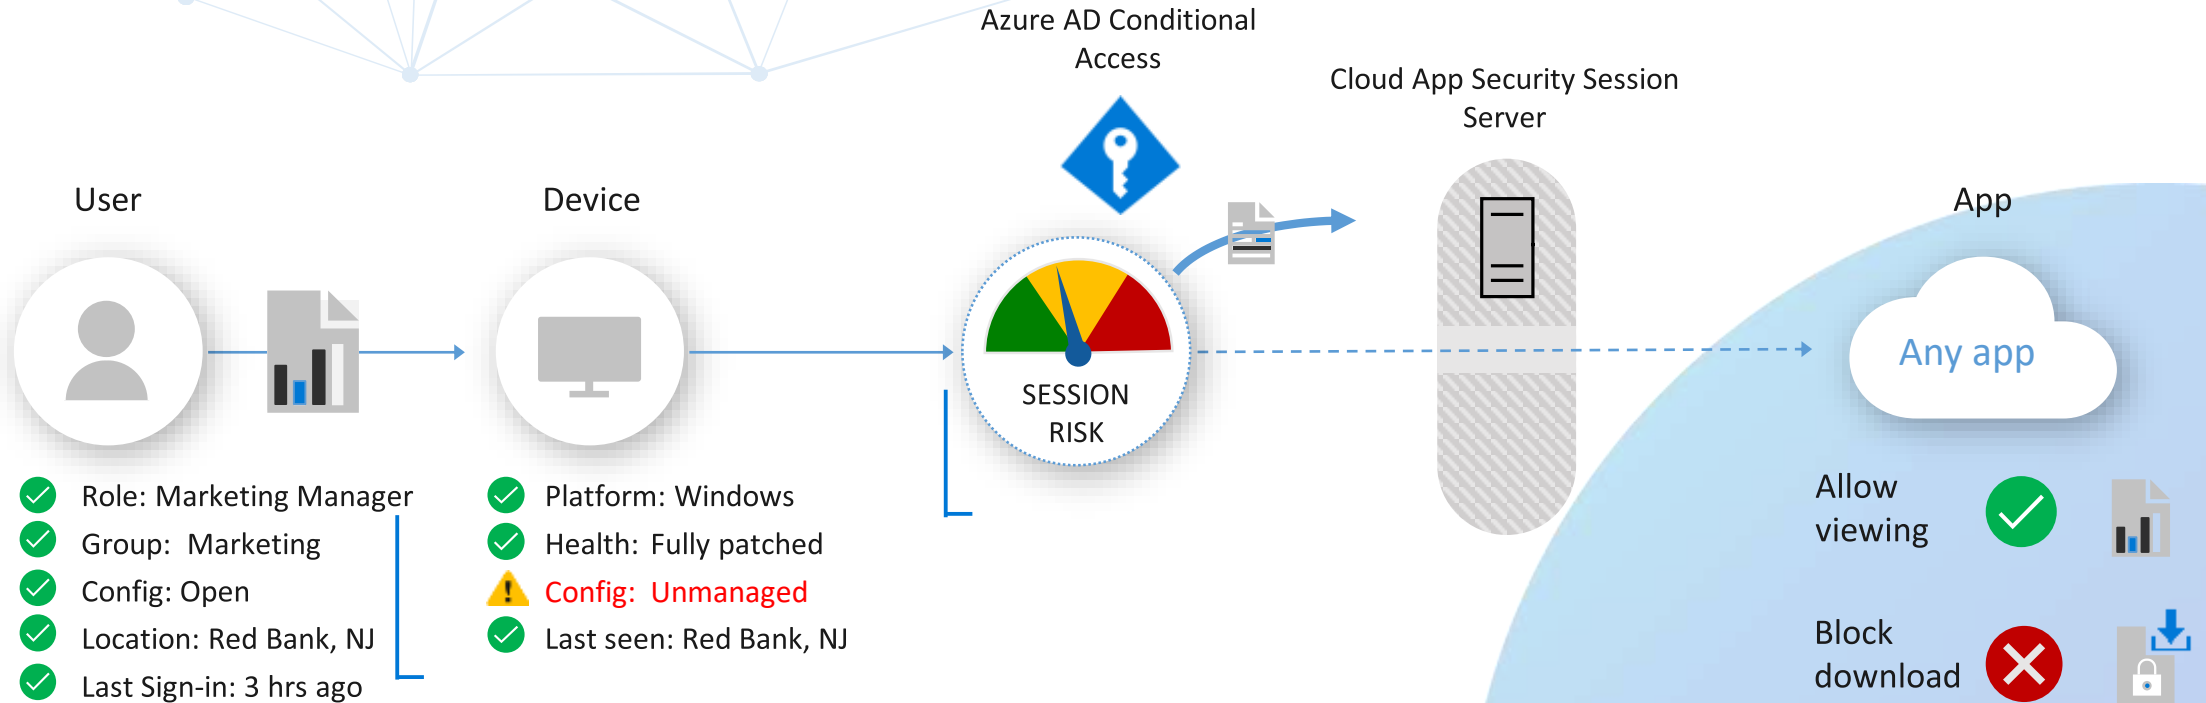 Azure AD Conditional
Access
Cloud App Security Session
Server
User
Device
App
SESSION
RISK
Any app
Role: Marketing Manager
Group:  Marketing
Config: Open
Location: Red Bank, NJ
Last Sign-in: 3 hrs ago
Platform: Windows
Health: Fully patched
Config:  Unmanaged
Last seen: Red Bank, NJ
Allow
viewing
Block
download